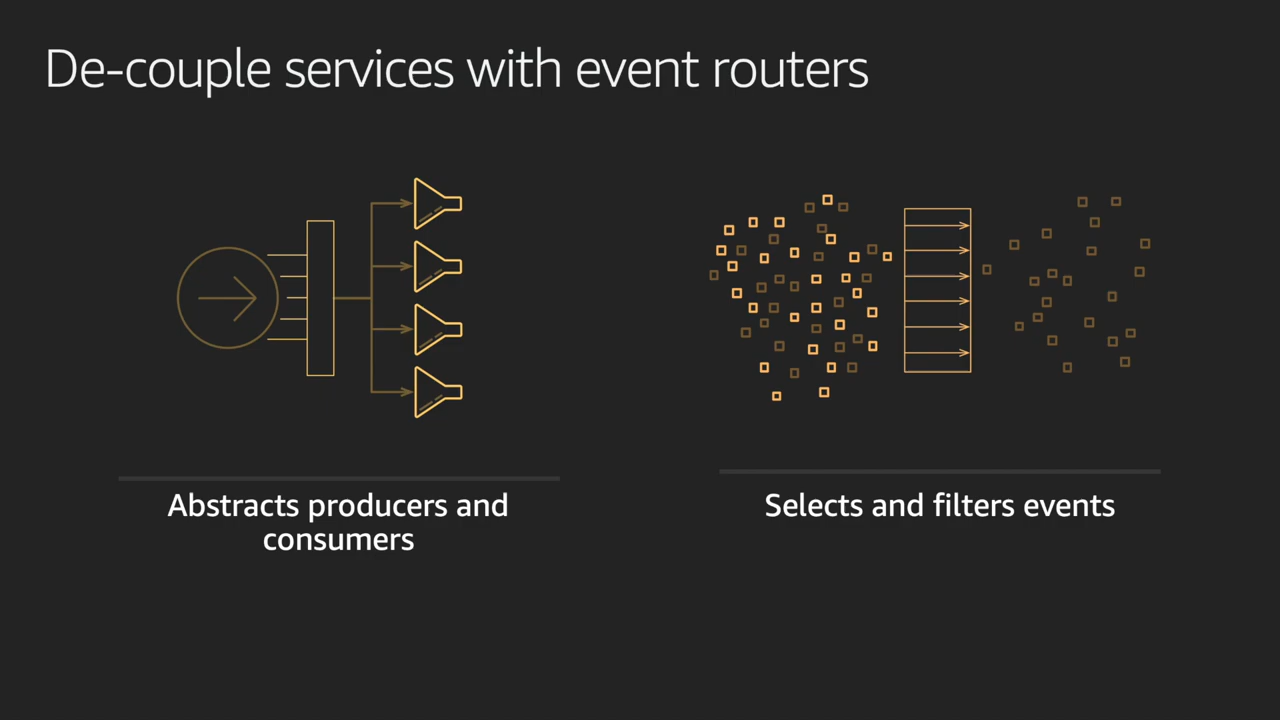 De-couple services with event routers
Abstracts producers and
consumers
Selects and filters events